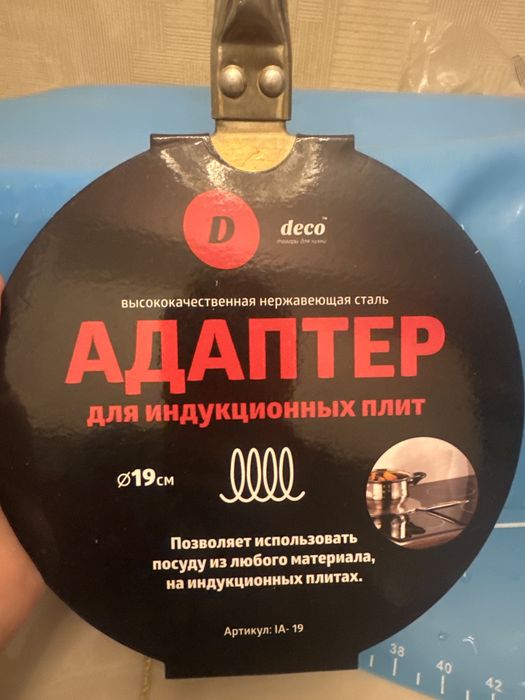 D
deco™
товары для кухни
высококачественная нержавеющая сталь
АДАПТЕР
для индукционных плит
⌀19см
Позволяет использовать
посуду из любого материала,
на индукционных плитах.
Артикул: IA- 19
38
40
42